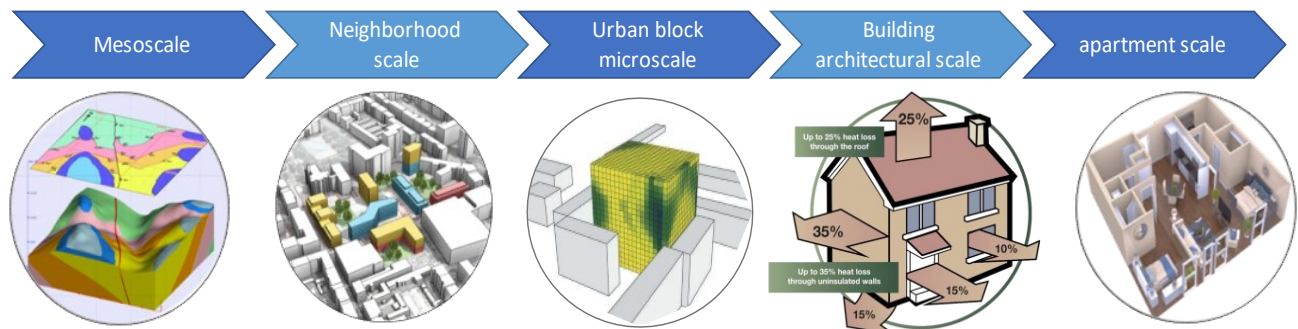 Mesoscale
Neighborhood
scale
Urban block
microscale
Building
architectural scale
apartment scale
25%
Up to 25% heat loss
through the roof
35%
10%
Up to 35% heat loss
through uninsulated walls
15%
15%